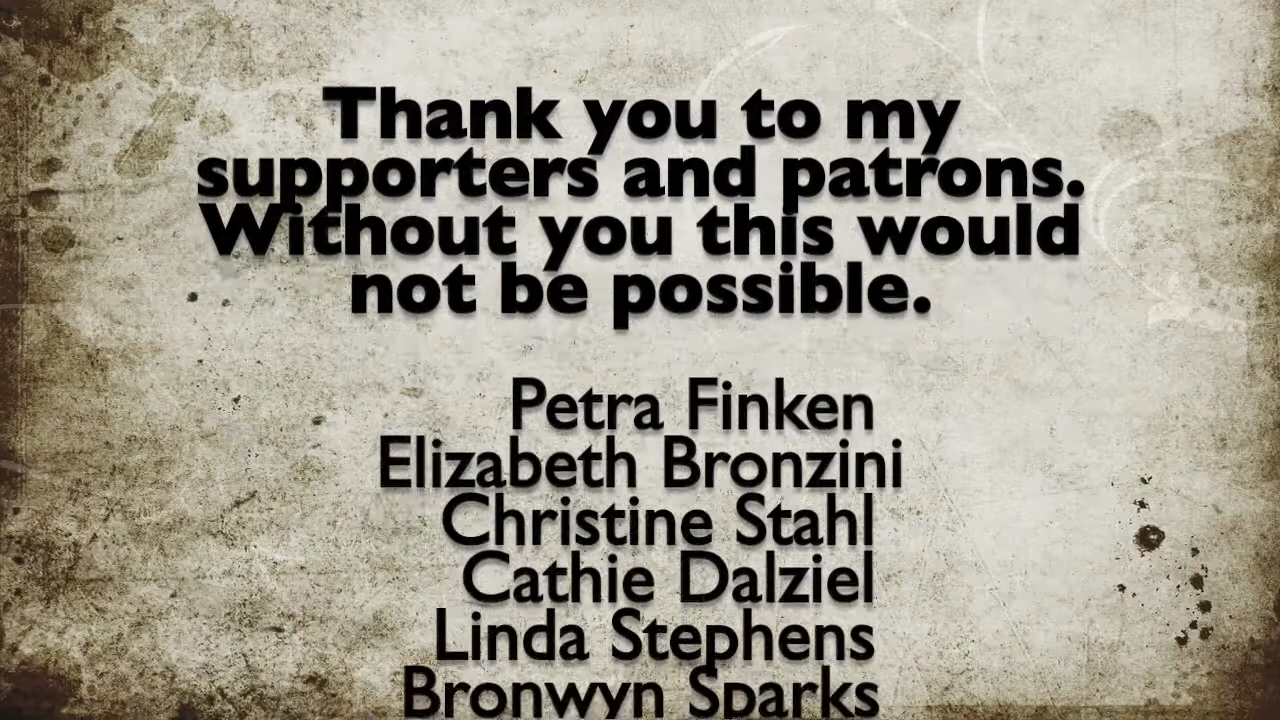 Thank you to my
supporters and patrons.
Without you this would
not be possible.
Petra Finken
Elizabeth Bronzini
Christine Stahl
Cathie Dalziel
Linda Stephens
Bronwyn Sparks